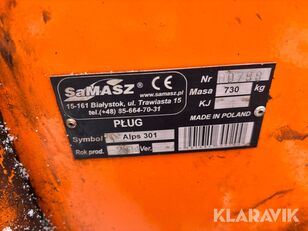 SaMASZ CE www.samasz.pl
15-161 Białystok, ul. Trawiasta 15
tel.(+48) 85-664-70-31
PŁUG
Symbol Alps 301
Rok prod. Ver. -
Nr
Masa 730 kg
KJ
MADE IN POLAND
KLARAVIK